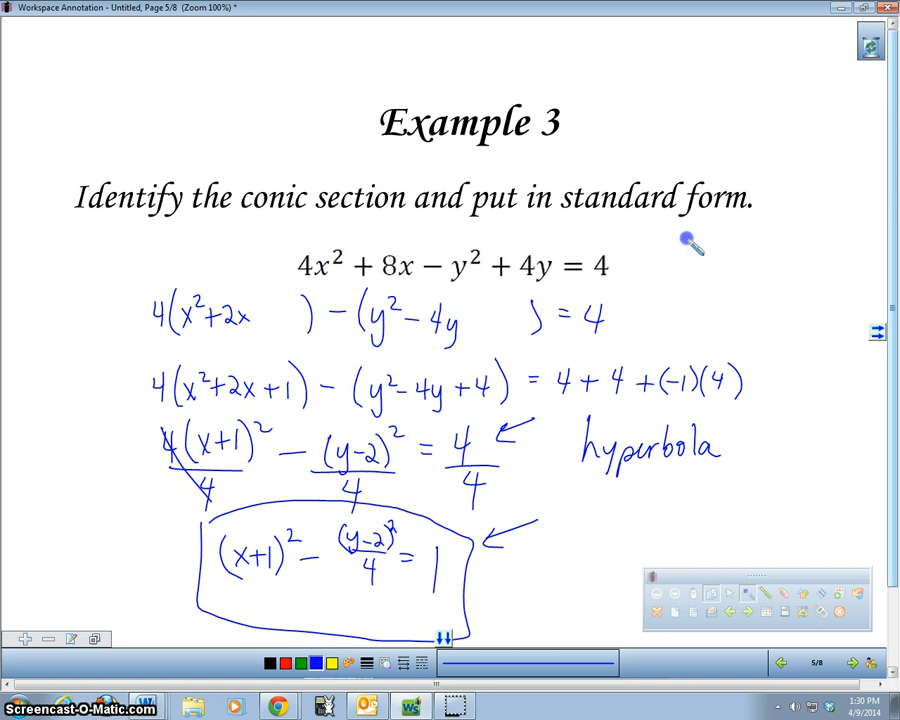 Workspace Annotation - Untitled, Page 5/8 (Zoom 100%) *
Example 3
Identify the conic section and put in standard form.
4x² + 8x − y² + 4y = 4
4(x²+2x    ) − (y² − 4y    ) = 4
4(x²+2x+1) − (y²−4y+4) = 4 + 4 + (−1)(4)
4(x+1)²/4 − (y−2)²/4 = 4/4
hyperbola
(x+1)² − (y−2)²/4 = 1
5/8
Screencast-O-Matic.com
1:30 PM
4/9/2014